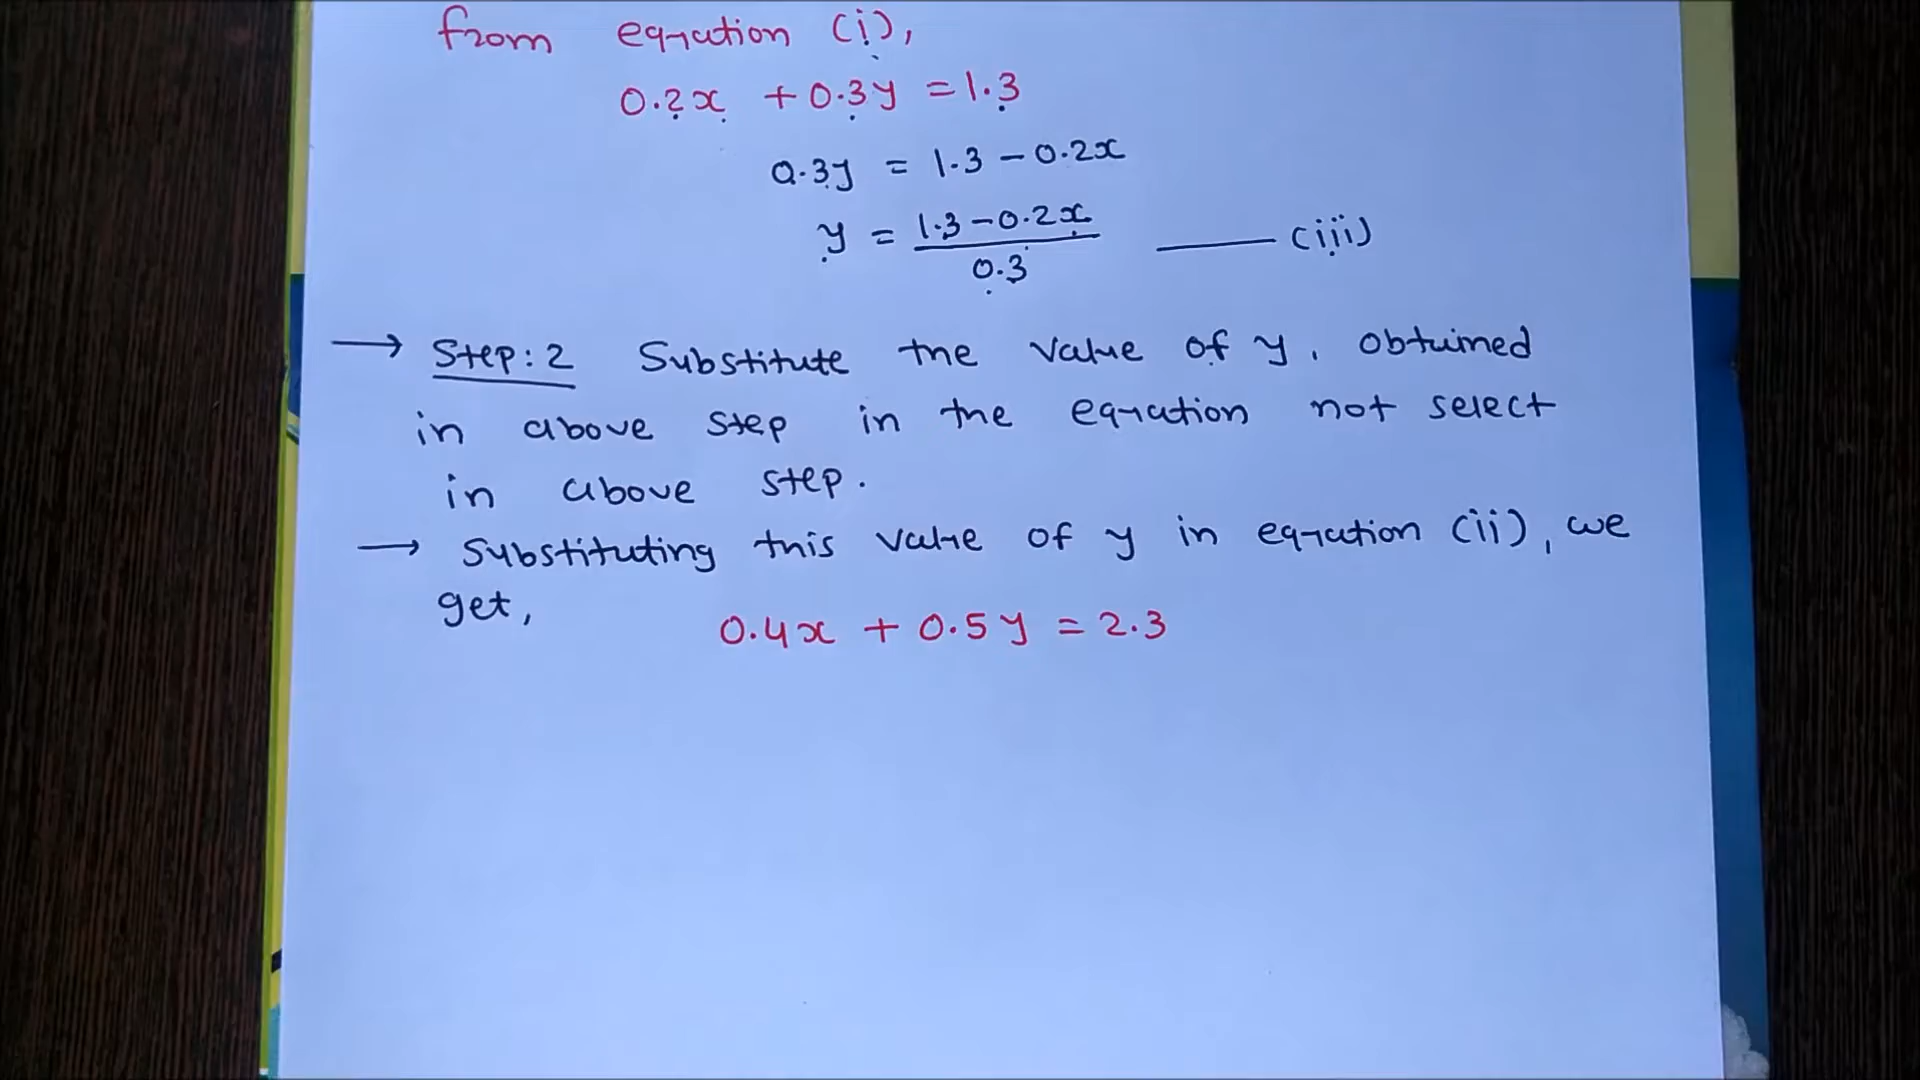 from equation (i),
0.2x + 0.3y = 1.3
0.3y = 1.3 - 0.2x
y = 1.3 - 0.2x / 0.3 ——— (iii)
→ Step:2 Substitute the value of y, obtained
in above step in the equation not select
in above step.
→ Substituting this value of y in equation (ii), we
get,
0.4x + 0.5y = 2.3